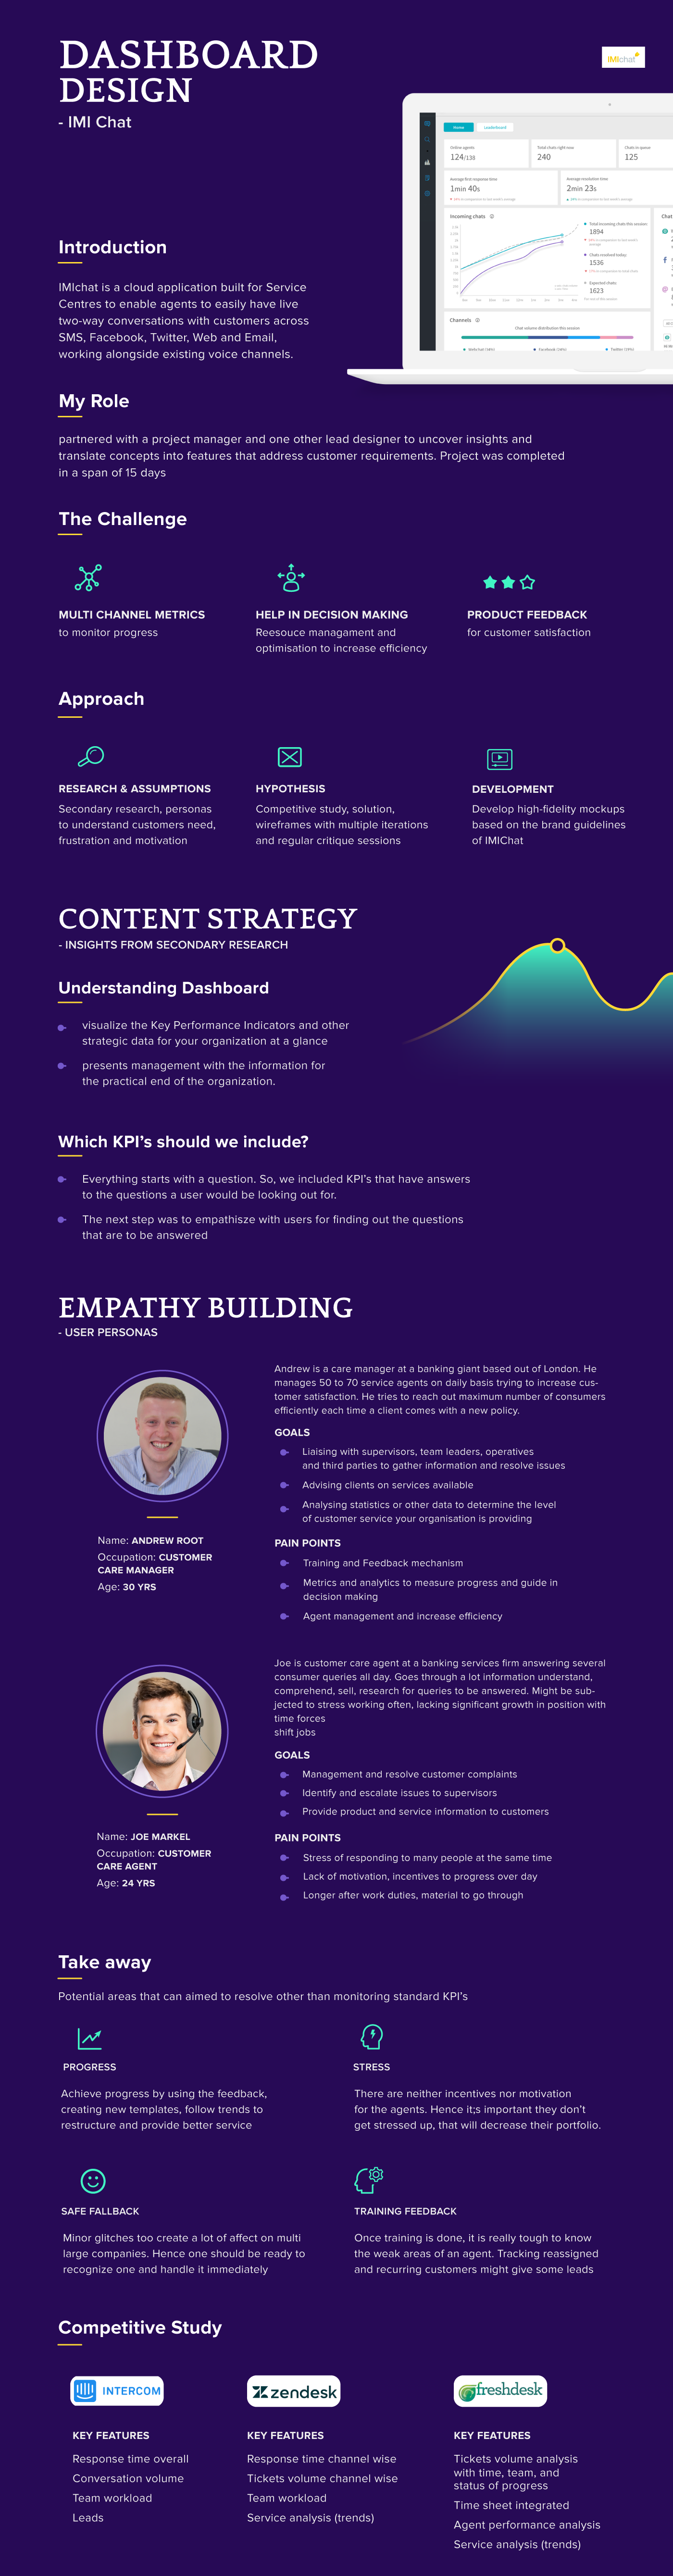 DASHBOARD
DESIGN
- IMI Chat
IMIchat
Home
Leaderboard
Online agents
124/138
Total chats right now
240
Chats in queue
125
Average first response time
1min 40s
Average resolution time
2min 23s
Incoming chats
Total incoming chats this session
1894
Chats resolved today
1536
Expected chats
1623
Channels
Chat volume distribution this session
Chat
Introduction
IMIchat is a cloud application built for Service
Centres to enable agents to easily have live
two-way conversations with customers across
SMS, Facebook, Twitter, Web and Email,
working alongside existing voice channels.
My Role
partnered with a project manager and one other lead designer to uncover insights and
translate concepts into features that address customer requirements. Project was completed
in a span of 15 days
The Challenge
MULTI CHANNEL METRICS
to monitor progress
HELP IN DECISION MAKING
Reesouce managament and
optimisation to increase efficiency
PRODUCT FEEDBACK
for customer satisfaction
Approach
RESEARCH & ASSUMPTIONS
Secondary research, personas
to understand customers need,
frustration and motivation
HYPOTHESIS
Competitive study, solution,
wireframes with multiple iterations
and regular critique sessions
DEVELOPMENT
Develop high-fidelity mockups
based on the brand guidelines
of IMIChat
CONTENT STRATEGY
- INSIGHTS FROM SECONDARY RESEARCH
Understanding Dashboard
visualize the Key Performance Indicators and other
strategic data for your organization at a glance
presents management with the information for
the practical end of the organization.
Which KPI's should we include?
Everything starts with a question. So, we included KPI's that have answers
to the questions a user would be looking out for.
The next step was to empathisze with users for finding out the questions
that are to be answered
EMPATHY BUILDING
- USER PERSONAS
Andrew is a care manager at a banking giant based out of London. He
manages 50 to 70 service agents on daily basis trying to increase cus-
tomer satisfaction. He tries to reach out maximum number of consumers
efficiently each time a client comes with a new policy.
GOALS
Liaising with supervisors, team leaders, operatives
and third parties to gather information and resolve issues
Advising clients on services available
Analysing statistics or other data to determine the level
of customer service your organisation is providing
PAIN POINTS
Training and Feedback mechanism
Metrics and analytics to measure progress and guide in
decision making
Agent management and increase efficiency
Name: ANDREW ROOT
Occupation: CUSTOMER
CARE MANAGER
Age: 30 YRS
Joe is customer care agent at a banking services firm answering several
consumer queries all day. Goes through a lot information understand,
comprehend, sell, research for queries to be answered. Might be sub-
jected to stress working often, lacking significant growth in position with
time forces
shift jobs
GOALS
Management and resolve customer complaints
Identify and escalate issues to supervisors
Provide product and service information to customers
PAIN POINTS
Stress of responding to many people at the same time
Lack of motivation, incentives to progress over day
Longer after work duties, material to go through
Name: JOE MARKEL
Occupation: CUSTOMER
CARE AGENT
Age: 24 YRS
Take away
Potential areas that can aimed to resolve other than monitoring standard KPI's
PROGRESS
Achieve progress by using the feedback,
creating new templates, follow trends to
restructure and provide better service
STRESS
There are neither incentives nor motivation
for the agents. Hence it;s important they don't
get stressed up, that will decrease their portfolio.
SAFE FALLBACK
Minor glitches too create a lot of affect on multi
large companies. Hence one should be ready to
recognize one and handle it immediately
TRAINING FEEDBACK
Once training is done, it is really tough to know
the weak areas of an agent. Tracking reassigned
and recurring customers might give some leads
Competitive Study
INTERCOM
KEY FEATURES
Response time overall
Conversation volume
Team workload
Leads
zendesk
KEY FEATURES
Response time channel wise
Tickets volume channel wise
Team workload
Service analysis (trends)
freshdesk
KEY FEATURES
Tickets volume analysis
with time, team, and
status of progress
Time sheet integrated
Agent performance analysis
Service analysis (trends)